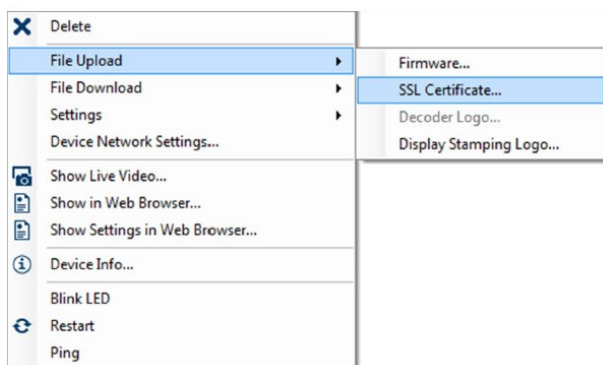 Delete
File Upload
File Download
Settings
Device Network Settings...
Show Live Video...
Show in Web Browser...
Show Settings in Web Browser...
Device Info...
Blink LED
Restart
Ping
Firmware...
SSL Certificate...
Decoder Logo...
Display Stamping Logo...